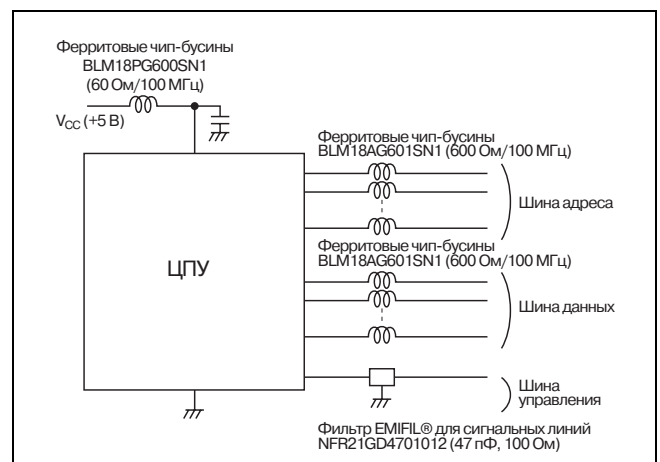 Ферритовые чип-бусины
BLM18PG600SN1
(60 Ом/100 МГц)
VCC (+5 В)
Ферритовые чип-бусины
BLM18AG601SN1 (600 Ом/100 МГц)
Шина адреса
Ферритовые чип-бусины
BLM18AG601SN1 (600 Ом/100 МГц)
ЦПУ
Шина данных
Шина
управления
Фильтр EMIFIL® для сигнальных линий
NFR21GD4701012 (47 пФ, 100 Ом)